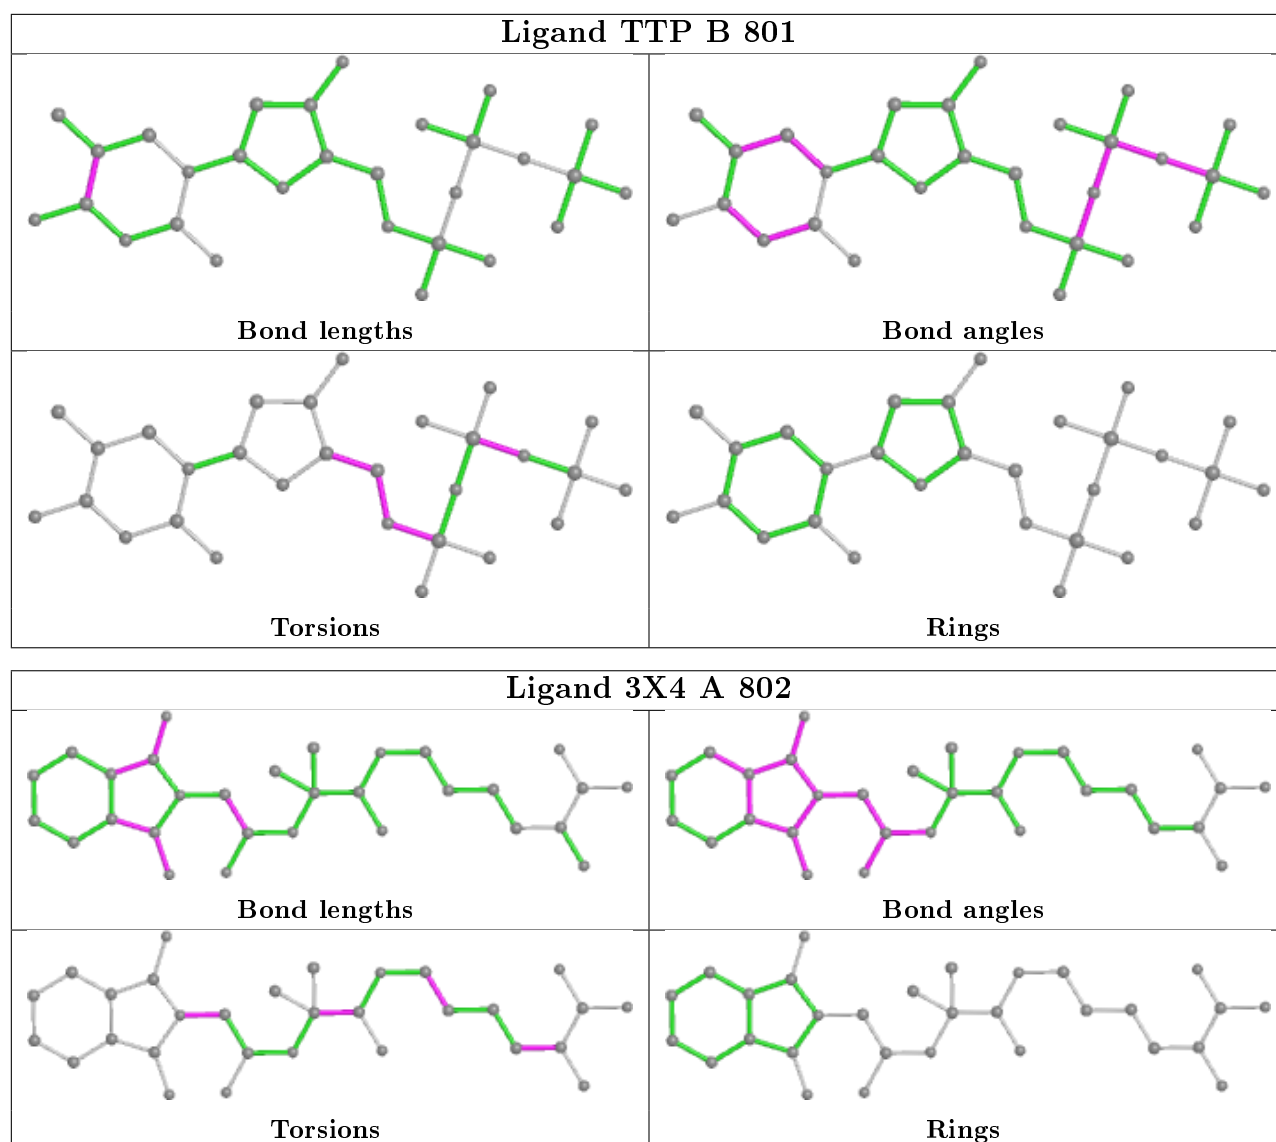 Ligand TTP B 801
Bond lengths
Bond angles
Torsions
Rings
Ligand 3X4 A 802
Bond lengths
Bond angles
Torsions
Rings